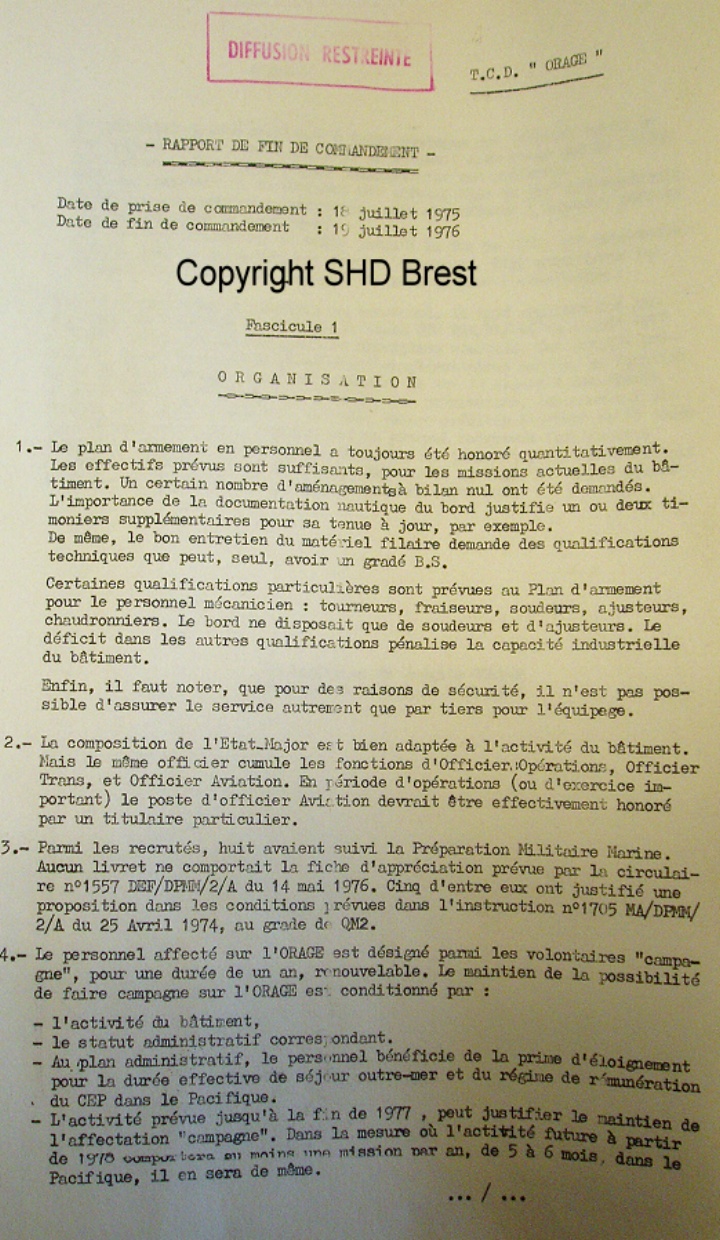 DIFFUSION RESTREINTE
T.C.D. " ORAGE "
- RAPPORT DE FIN DE COMMANDEMENT -
Date de prise de commandement : 18 juillet 1975
Date de fin de commandement : 19 juillet 1976
Copyright SHD Brest
Fascicule 1
O R G A N I S A T I O N
1.- Le plan d'armement en personnel a toujours été honoré quantitativement.
Les effectifs prévus sont suffisants, pour les missions actuelles du bâ-
timent. Un certain nombre d'aménagementsà bilan nul ont été demandés.
L'importance de la documentation nautique du bord justifie un ou deux ti-
moniers supplémentaires pour sa tenue à jour, par exemple.
De même, le bon entretien du matériel filaire demande des qualifications
techniques que peut, seul, avoir un gradé B.S.
Certaines qualifications particulières sont prévues au Plan d'armement
pour le personnel mécanicien : tourneurs, fraiseurs, soudeurs, ajusteurs,
chaudronniers. Le bord ne disposait que de soudeurs et d'ajusteurs. Le
déficit dans les autres qualifications pénalise la capacité industrielle
du bâtiment.
Enfin, il faut noter, que pour des raisons de sécurité, il n'est pas pos-
sible d'assurer le service autrement que par tiers pour l'équipage.
2.- La composition de l'Etat-Major est bien adaptée à l'activité du bâtiment.
Mais le même officier cumule les fonctions d'Officier Opérations, Officier
Trans, et Officier Aviation. En période d'opérations (ou d'exercice im-
portant) le poste d'officier Aviation devrait être effectivement honoré
par un titulaire particulier.
3.- Parmi les recrutés, huit avaient suivi la Préparation Militaire Marine.
Aucun livret ne comportait la fiche d'appréciation prévue par la circulai-
re n°1557 DEF/DPMM/2/A du 14 mai 1976. Cinq d'entre eux ont justifié une
proposition dans les conditions prévues dans l'instruction n°1705 MA/DPMM/
2/A du 25 Avril 1974, au grade de QM2.
4.- Le personnel affecté sur l'ORAGE est désigné parmi les volontaires "campa-
gne", pour une durée de un an, renouvelable. Le maintien de la possibilité
de faire campagne sur l'ORAGE est conditionné par :
- l'activité du bâtiment,
- le statut administratif correspondant.
- Au plan administratif, le personnel bénéficie de la prime d'éloignement
pour la durée effective de séjour outre-mer et du régime de rémunération
du CEP dans le Pacifique.
- L'activité prévue jusqu'à la fin de 1977 , peut justifier le maintien de
l'affectation "campagne". Dans la mesure où l'activité future à partir
de 1978 comportera au moins une mission par an, de 5 à 6 mois, dans le
Pacifique, il en sera de même.
... / ...